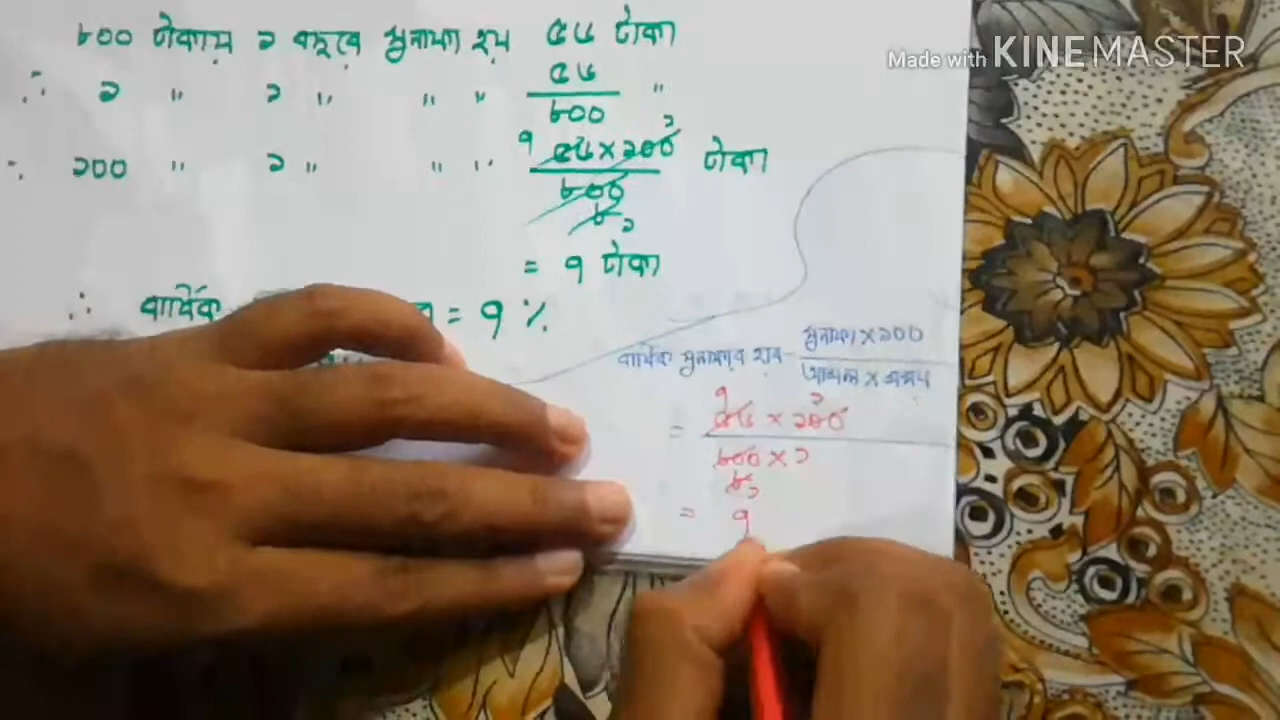 Made with KINEMASTER
৮০০ টাকায় ১ বছরে মুনাফা হয় ৫৬ টাকা
∴ ১ " ১ " " " ৫৬/৮০০ "
∴ ১০০ " ১ " " " ৫৬×১০০/৮০০ টাকা
= ৭ টাকা
∴ বার্ষিক = ৭%
বার্ষিক মুনাফার হার = মুনাফা×১০০/আসল×সময়
= ৫৬×১০০/৮০০×১
= ৭